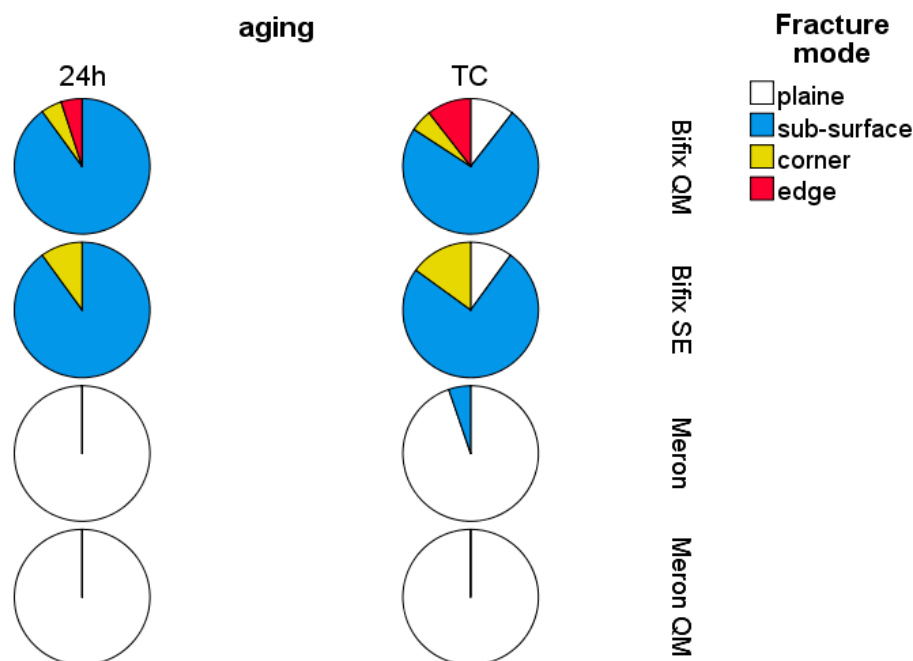 aging
24h
TC
Fracture
mode
plaine
sub-surface
corner
edge
Bifix QM
Bifix SE
Meron
Meron QM